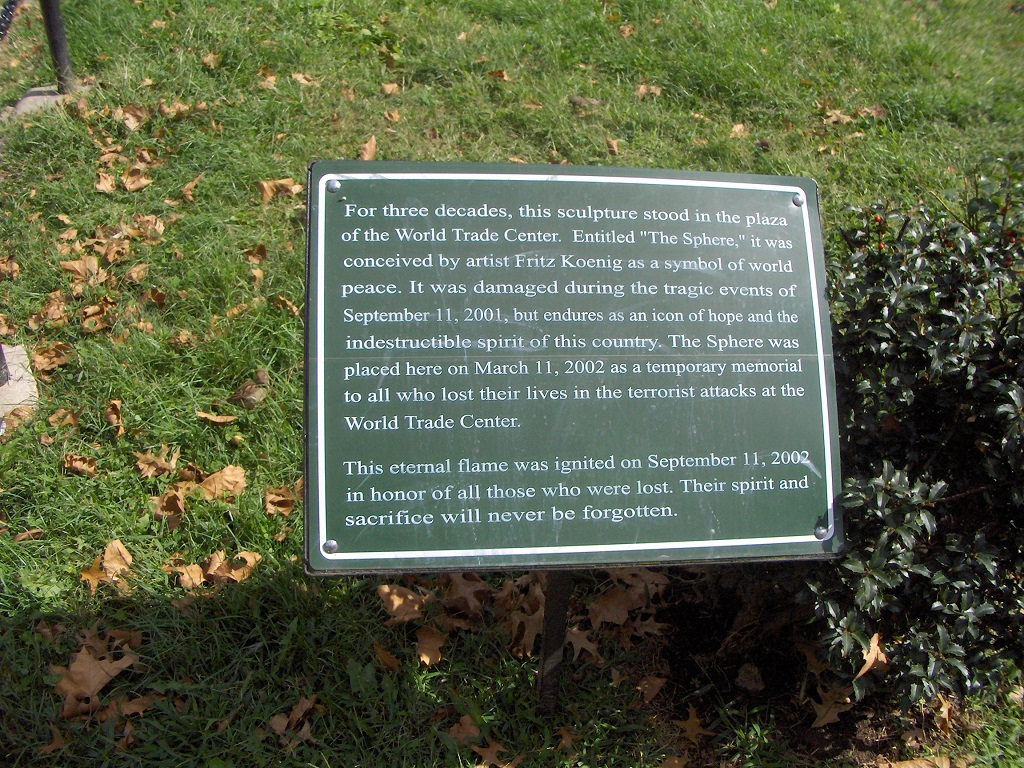 For three decades, this sculpture stood in the plaza
of the World Trade Center. Entitled "The Sphere," it was
conceived by artist Fritz Koenig as a symbol of world
peace. It was damaged during the tragic events of
September 11, 2001, but endures as an icon of hope and the
indestructible spirit of this country. The Sphere was
placed here on March 11, 2002 as a temporary memorial
to all who lost their lives in the terrorist attacks at the
World Trade Center.
This eternal flame was ignited on September 11, 2002
in honor of all those who were lost. Their spirit and
sacrifice will never be forgotten.